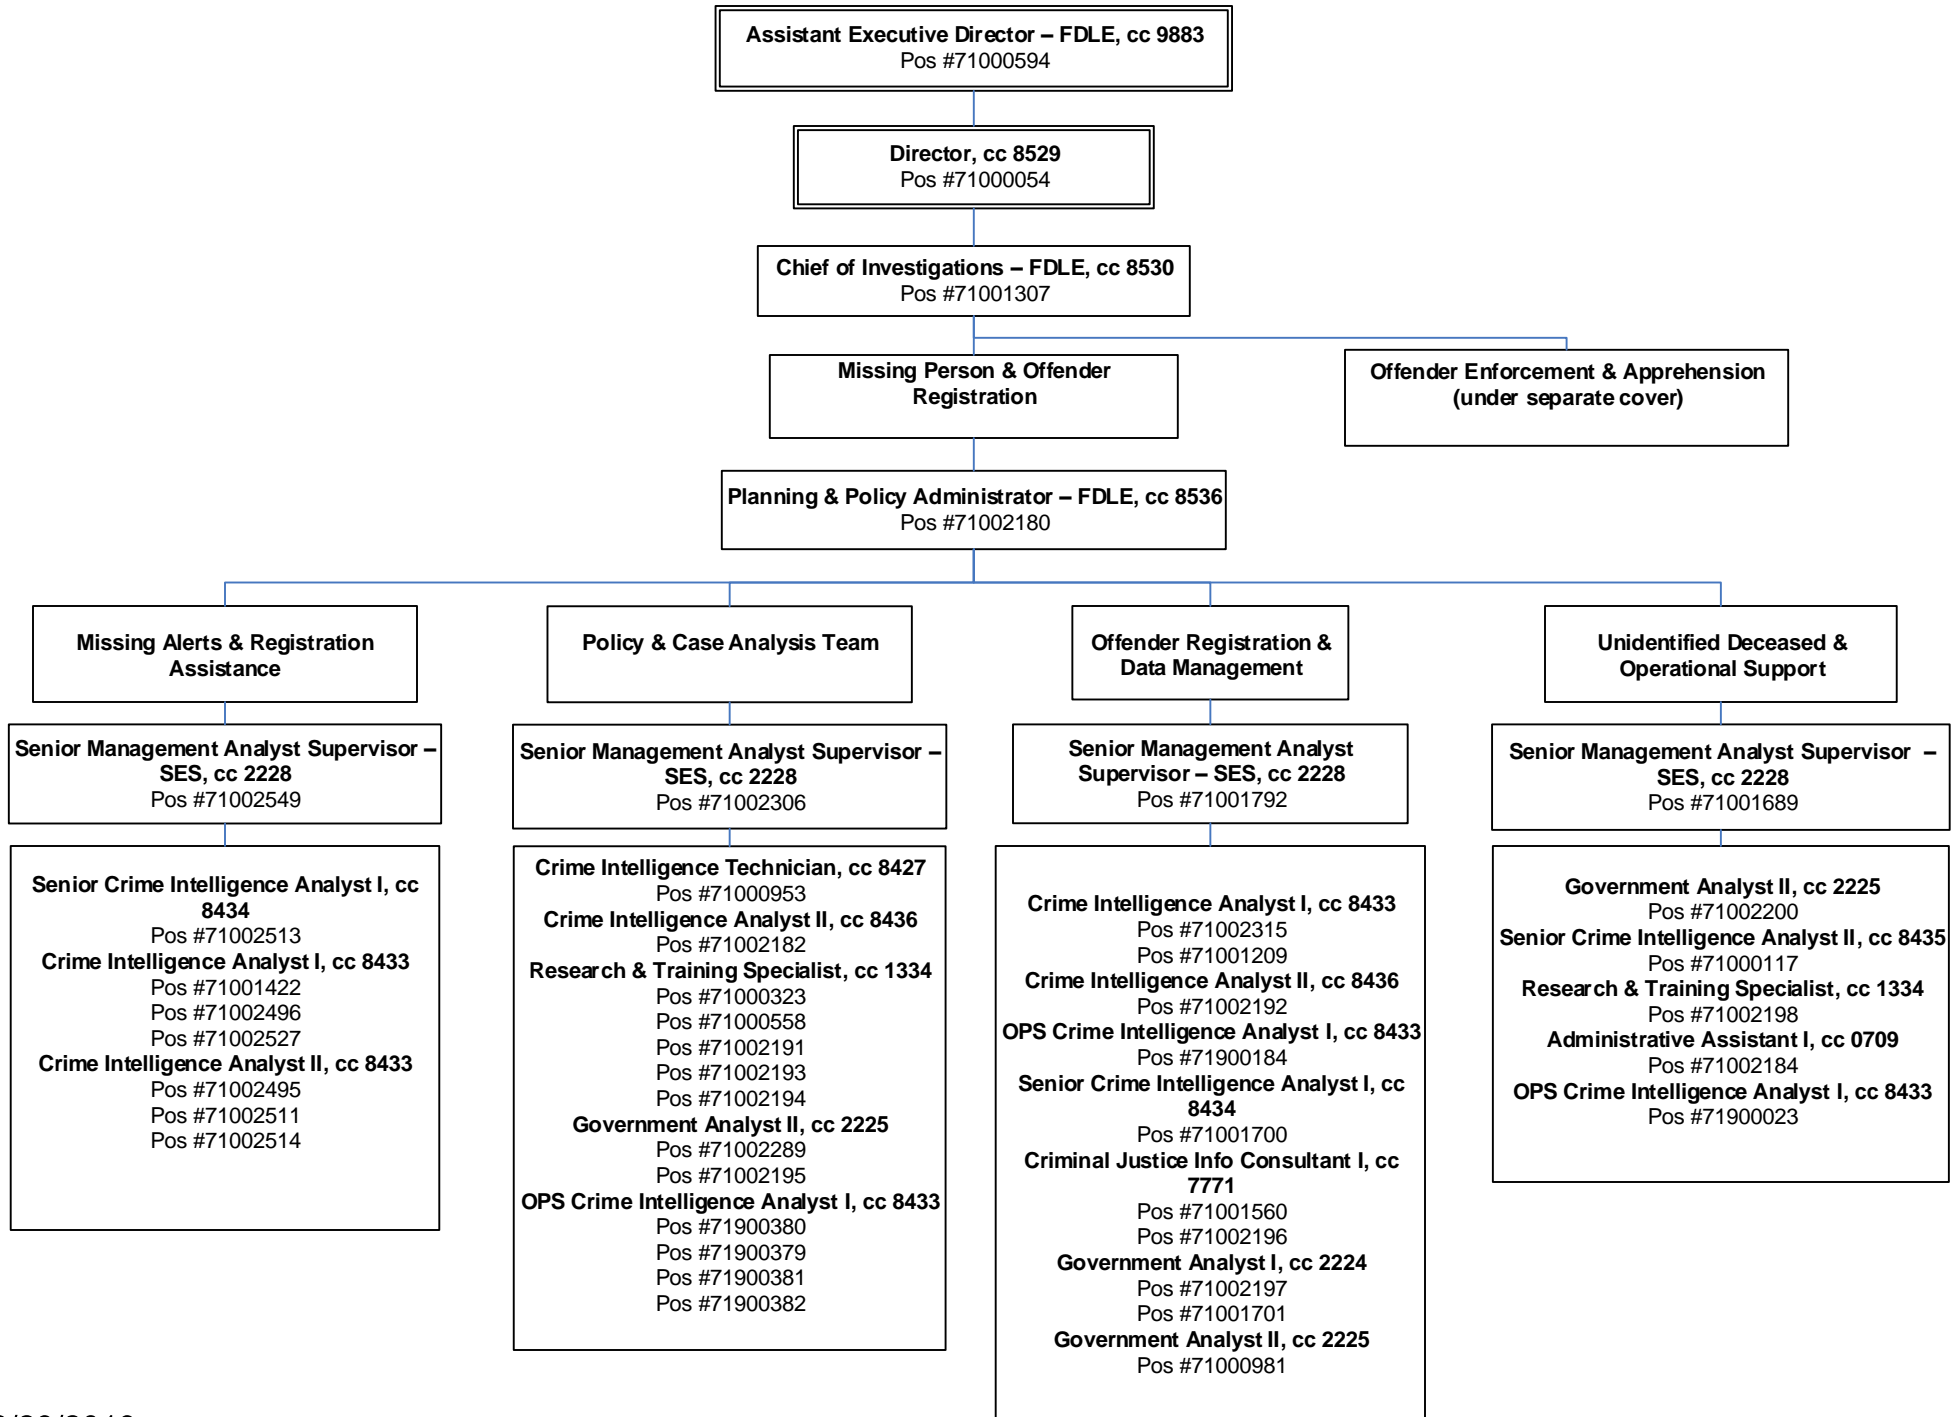 Assistant Executive Director – FDLE, cc 9883
Pos #71000594
Director, cc 8529
Pos #71000054
Chief of Investigations – FDLE, cc 8530
Pos #71001307
Missing Person & Offender
Registration
Offender Enforcement & Apprehension
(under separate cover)
Planning & Policy Administrator – FDLE, cc 8536
Pos #71002180
Missing Alerts & Registration
Assistance
Senior Management Analyst Supervisor –
SES, cc 2228
Pos #71002549
Senior Crime Intelligence Analyst I, cc
8434
Pos #71002513
Crime Intelligence Analyst I, cc 8433
Pos #71001422
Pos #71002496
Pos #71002527
Crime Intelligence Analyst II, cc 8433
Pos #71002495
Pos #71002511
Pos #71002514
Policy & Case Analysis Team
Senior Management Analyst Supervisor –
SES, cc 2228
Pos #71002306
Crime Intelligence Technician, cc 8427
Pos #71000953
Crime Intelligence Analyst II, cc 8436
Pos #71002182
Research & Training Specialist, cc 1334
Pos #71000323
Pos #71000558
Pos #71002191
Pos #71002193
Pos #71002194
Government Analyst II, cc 2225
Pos #71002289
Pos #71002195
OPS Crime Intelligence Analyst I, cc 8433
Pos #71900380
Pos #71900379
Pos #71900381
Pos #71900382
Offender Registration &
Data Management
Senior Management Analyst
Supervisor – SES, cc 2228
Pos #71001792
Crime Intelligence Analyst I, cc 8433
Pos #71002315
Pos #71001209
Crime Intelligence Analyst II, cc 8436
Pos #71002192
OPS Crime Intelligence Analyst I, cc 8433
Pos #71900184
Senior Crime Intelligence Analyst I, cc
8434
Pos #71001700
Criminal Justice Info Consultant I, cc
7771
Pos #71001560
Pos #71002196
Government Analyst I, cc 2224
Pos #71002197
Pos #71001701
Government Analyst II, cc 2225
Pos #71000981
Unidentified Deceased &
Operational Support
Senior Management Analyst Supervisor –
SES, cc 2228
Pos #71001689
Government Analyst II, cc 2225
Pos #71002200
Senior Crime Intelligence Analyst II, cc 8435
Pos #71000117
Research & Training Specialist, cc 1334
Pos #71002198
Administrative Assistant I, cc 0709
Pos #71002184
OPS Crime Intelligence Analyst I, cc 8433
Pos #71900023